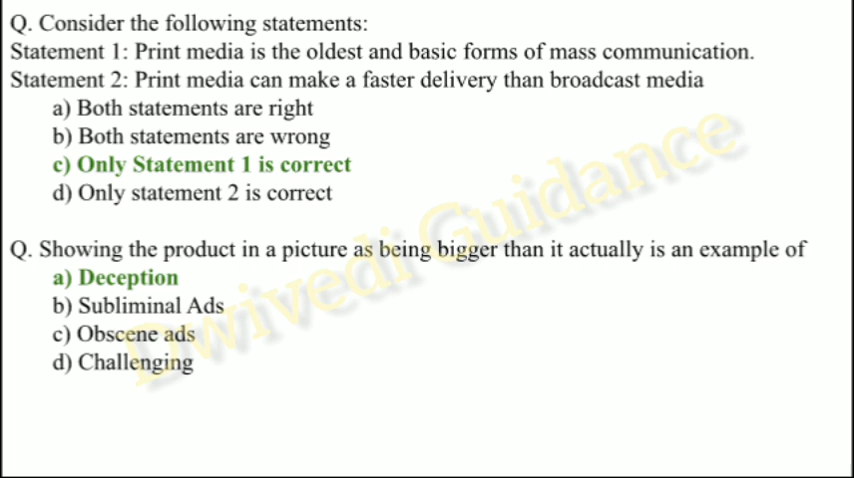 Q. Consider the following statements:
Statement 1: Print media is the oldest and basic forms of mass communication.
Statement 2: Print media can make a faster delivery than broadcast media
a) Both statements are right
b) Both statements are wrong
c) Only Statement 1 is correct
d) Only statement 2 is correct
Q. Showing the product in a picture as being bigger than it actually is an example of
a) Deception
b) Subliminal Ads
c) Obscene ads
d) Challenging
Dwivedi Guidance